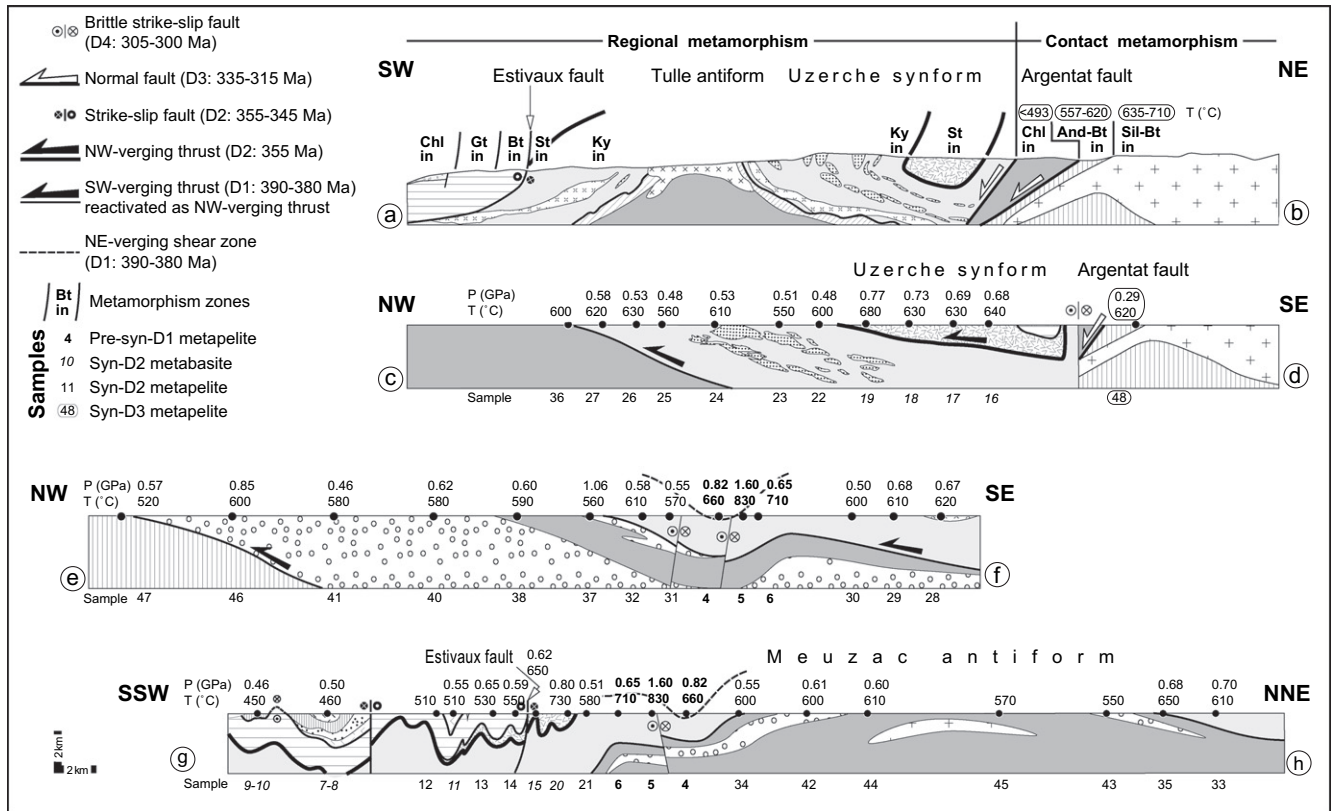 Brittle strike-slip fault
(D4: 305-300 Ma)
Normal fault (D3: 335-315 Ma)
Strike-slip fault (D2: 355-345 Ma)
NW-verging thrust (D2: 355 Ma)
SW-verging thrust (D1: 390-380 Ma)
reactivated as NW-verging thrust
NE-verging shear zone
(D1: 390-380 Ma)
Bt in Metamorphism zones
Samples
4 Pre-syn-D1 metapelite
10 Syn-D2 metabasite
11 Syn-D2 metapelite
48 Syn-D3 metapelite
Regional metamorphism Contact metamorphism
SW Estivaux fault Tulle antiform Uzerche synform Argentat fault NE
<493 557-620 635-710 T (˚C)
Chl in Gt in Bt in St in Ky in Ky in St in Chl in And-Bt in Sil-Bt in
a b
Uzerche synform Argentat fault
NW SE
P (GPa) 0.58 0.53 0.48 0.53 0.51 0.48 0.77 0.73 0.69 0.68 0.29
T (˚C) 600 620 630 560 610 550 600 680 630 630 640 620
c d
Sample 36 27 26 25 24 23 22 19 18 17 16 48
NW SE
P (GPa) 0.57 0.85 0.46 0.62 0.60 1.06 0.58 0.55 0.82 1.60 0.65 0.50 0.68 0.67
T (˚C) 520 600 580 580 590 560 610 570 660 830 710 600 610 620
e f
Sample 47 46 41 40 38 37 32 31 4 5 6 30 29 28
Estivaux fault 0.62 650 Meuzac antiform
SSW NNE
P (GPa) 0.46 0.50 0.55 0.65 0.59 0.80 0.51 0.65 1.60 0.82 0.55 0.61 0.60 0.68 0.70
T (˚C) 450 460 510 510 530 550 730 580 710 830 660 600 600 610 570 550 650 610
g h
2km
2km
Sample 9-10 7-8 12 11 13 14 15 20 21 6 5 4 34 42 44 45 43 35 33